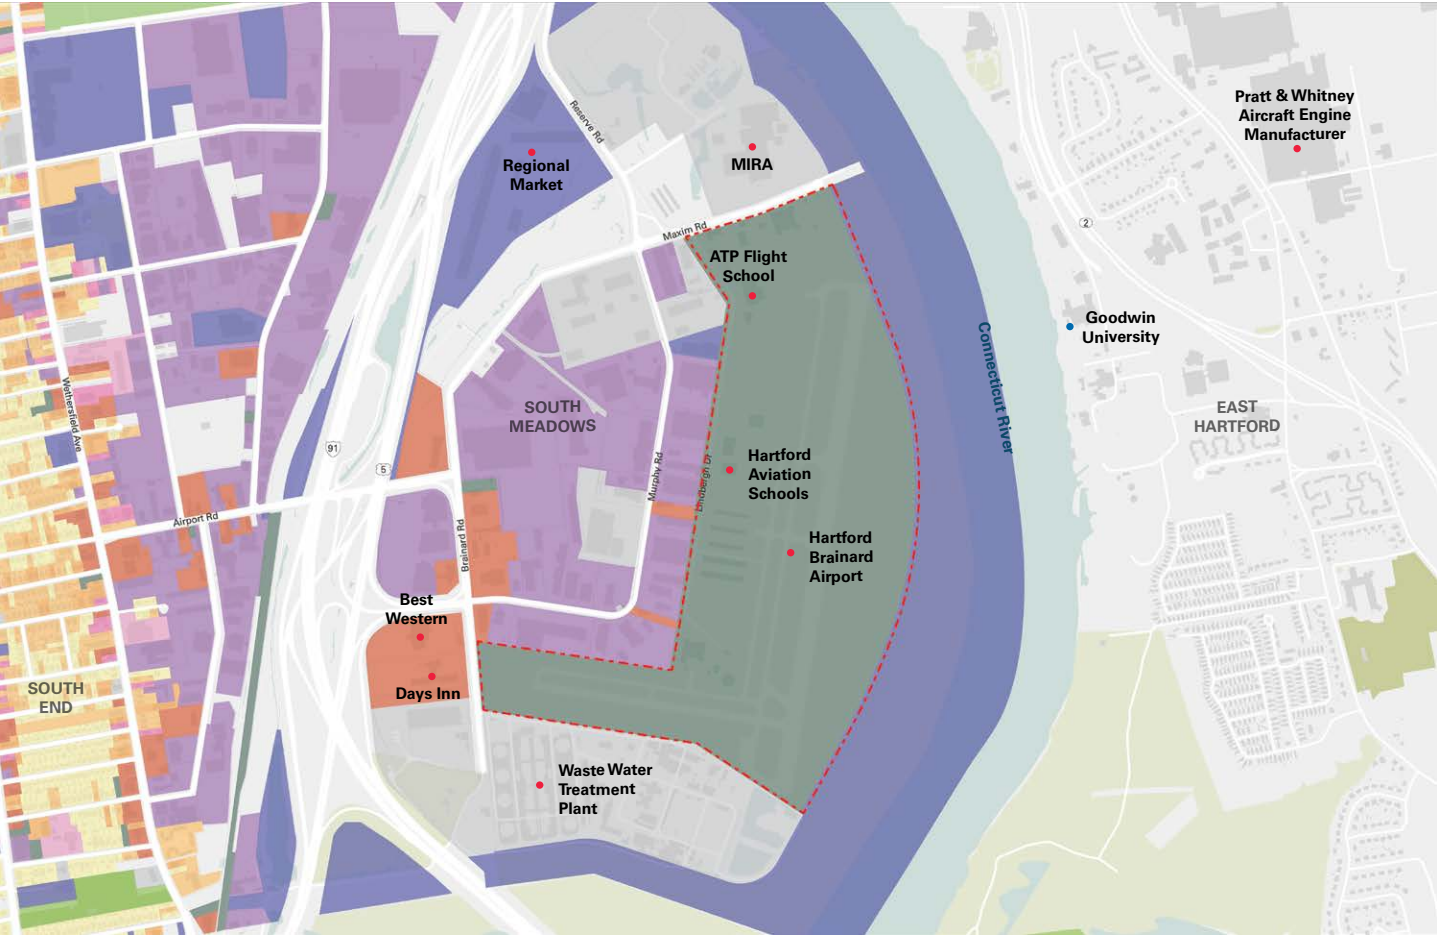 Pratt & Whitney
Aircraft Engine
Manufacturer
Reserve Rd
Regional
Market
MIRA
2
Maxim Rd
ATP Flight
School
Goodwin
University
Connecticut River
Wethersfield Ave
SOUTH
MEADOWS
EAST
HARTFORD
91
5
Murphy Rd
Lindbergh Dr
Hartford
Aviation
Schools
Airport Rd
Brainard Rd
Hartford
Brainard
Airport
Best
Western
Days Inn
SOUTH
END
Waste Water
Treatment
Plant